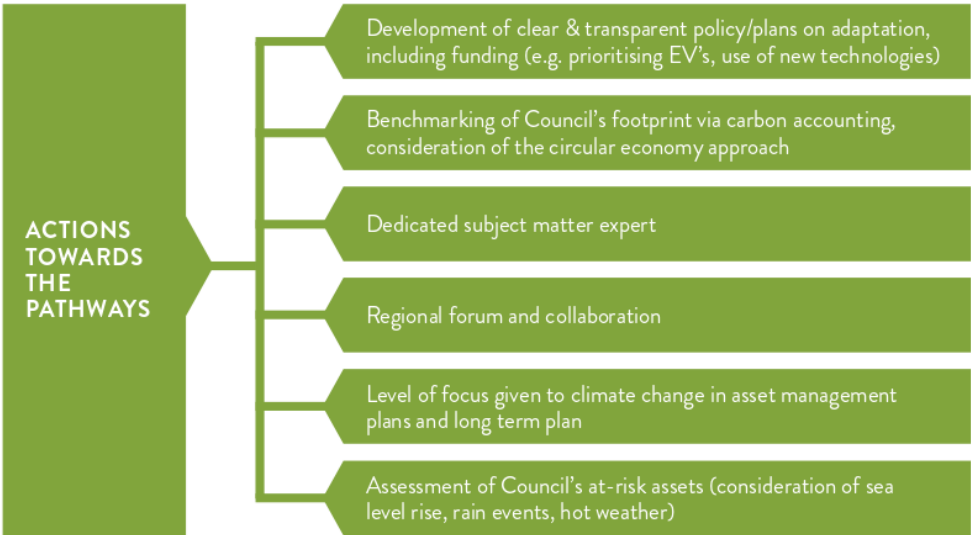 ACTIONS
TOWARDS
THE
PATHWAYS
Development of clear & transparent policy/plans on adaptation,
including funding (e.g. prioritising EV's, use of new technologies)
Benchmarking of Council's footprint via carbon accounting,
consideration of the circular economy approach
Dedicated subject matter expert
Regional forum and collaboration
Level of focus given to climate change in asset management
plans and long term plan
Assessment of Council's at-risk assets (consideration of sea
level rise, rain events, hot weather)